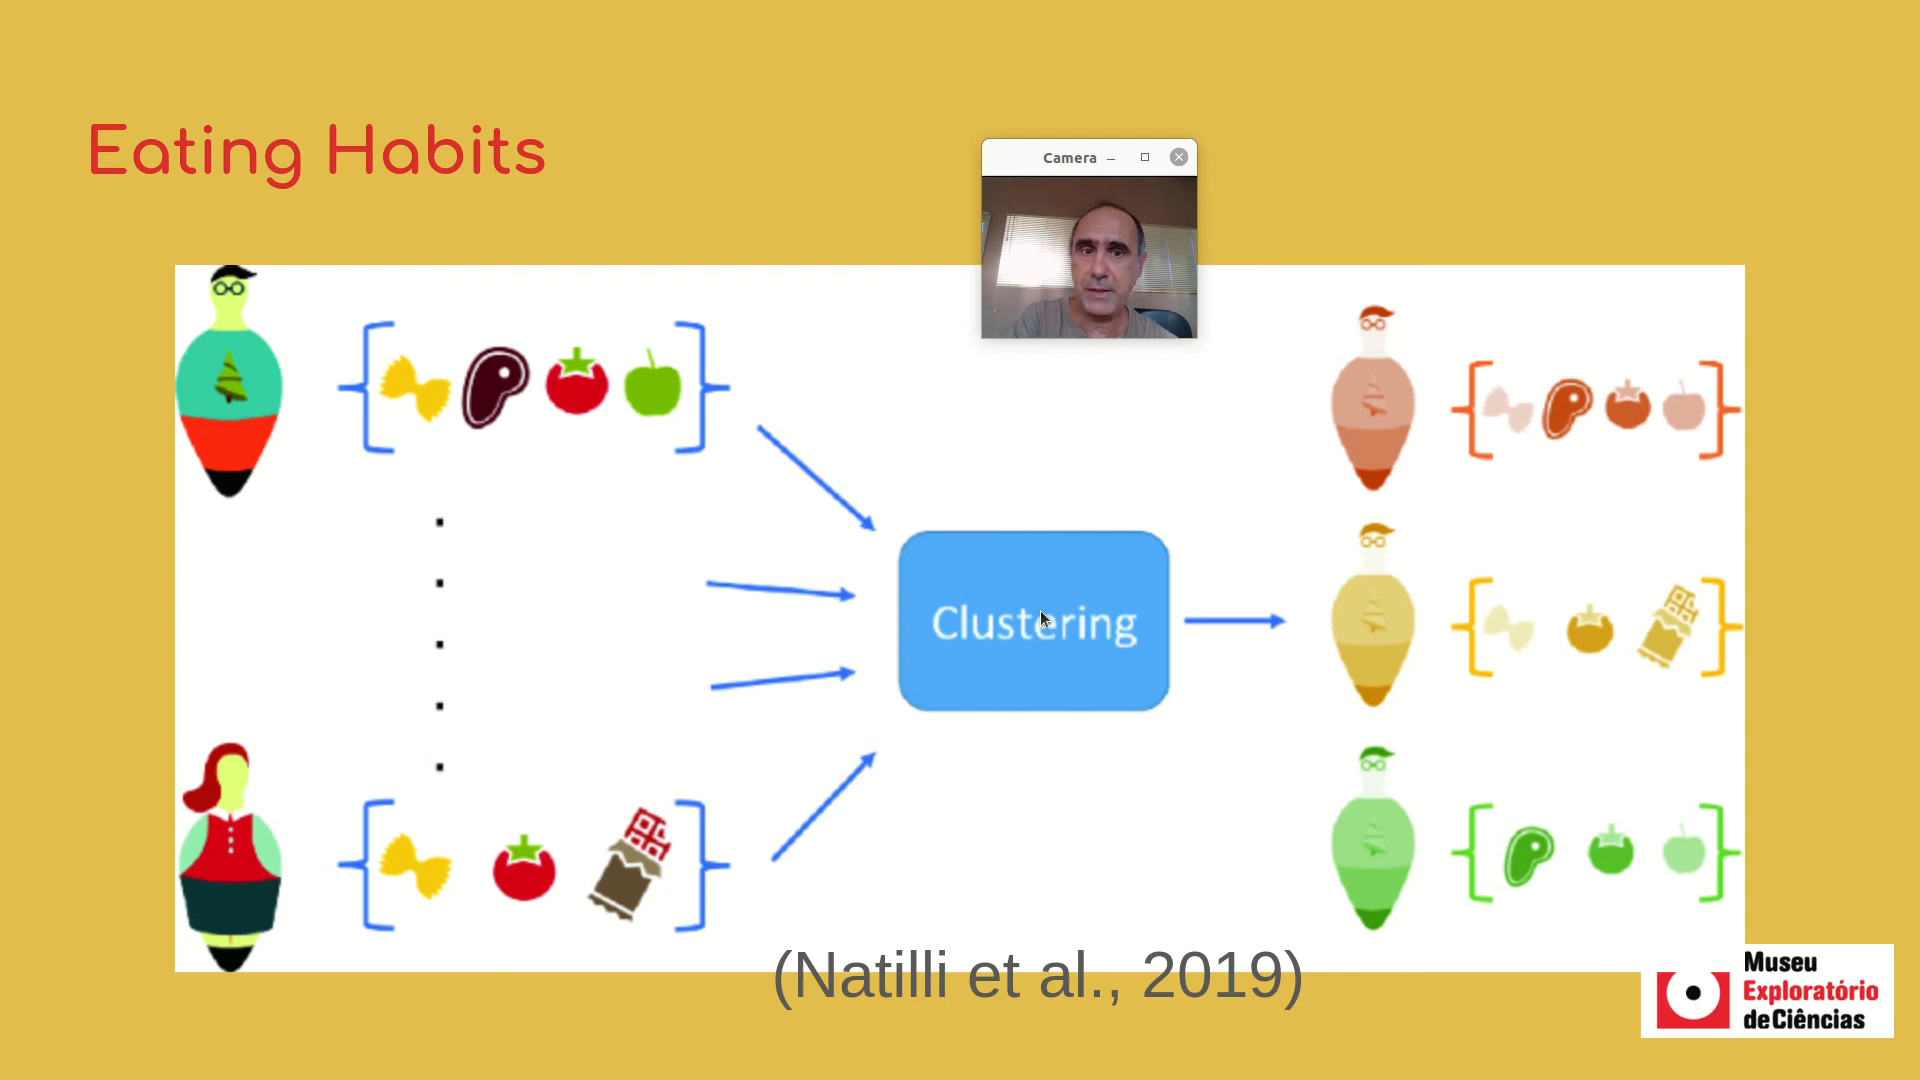 Eating Habits
Camera
Clustering
(Natilli et al., 2019)
Museu
Exploratório
de Ciências